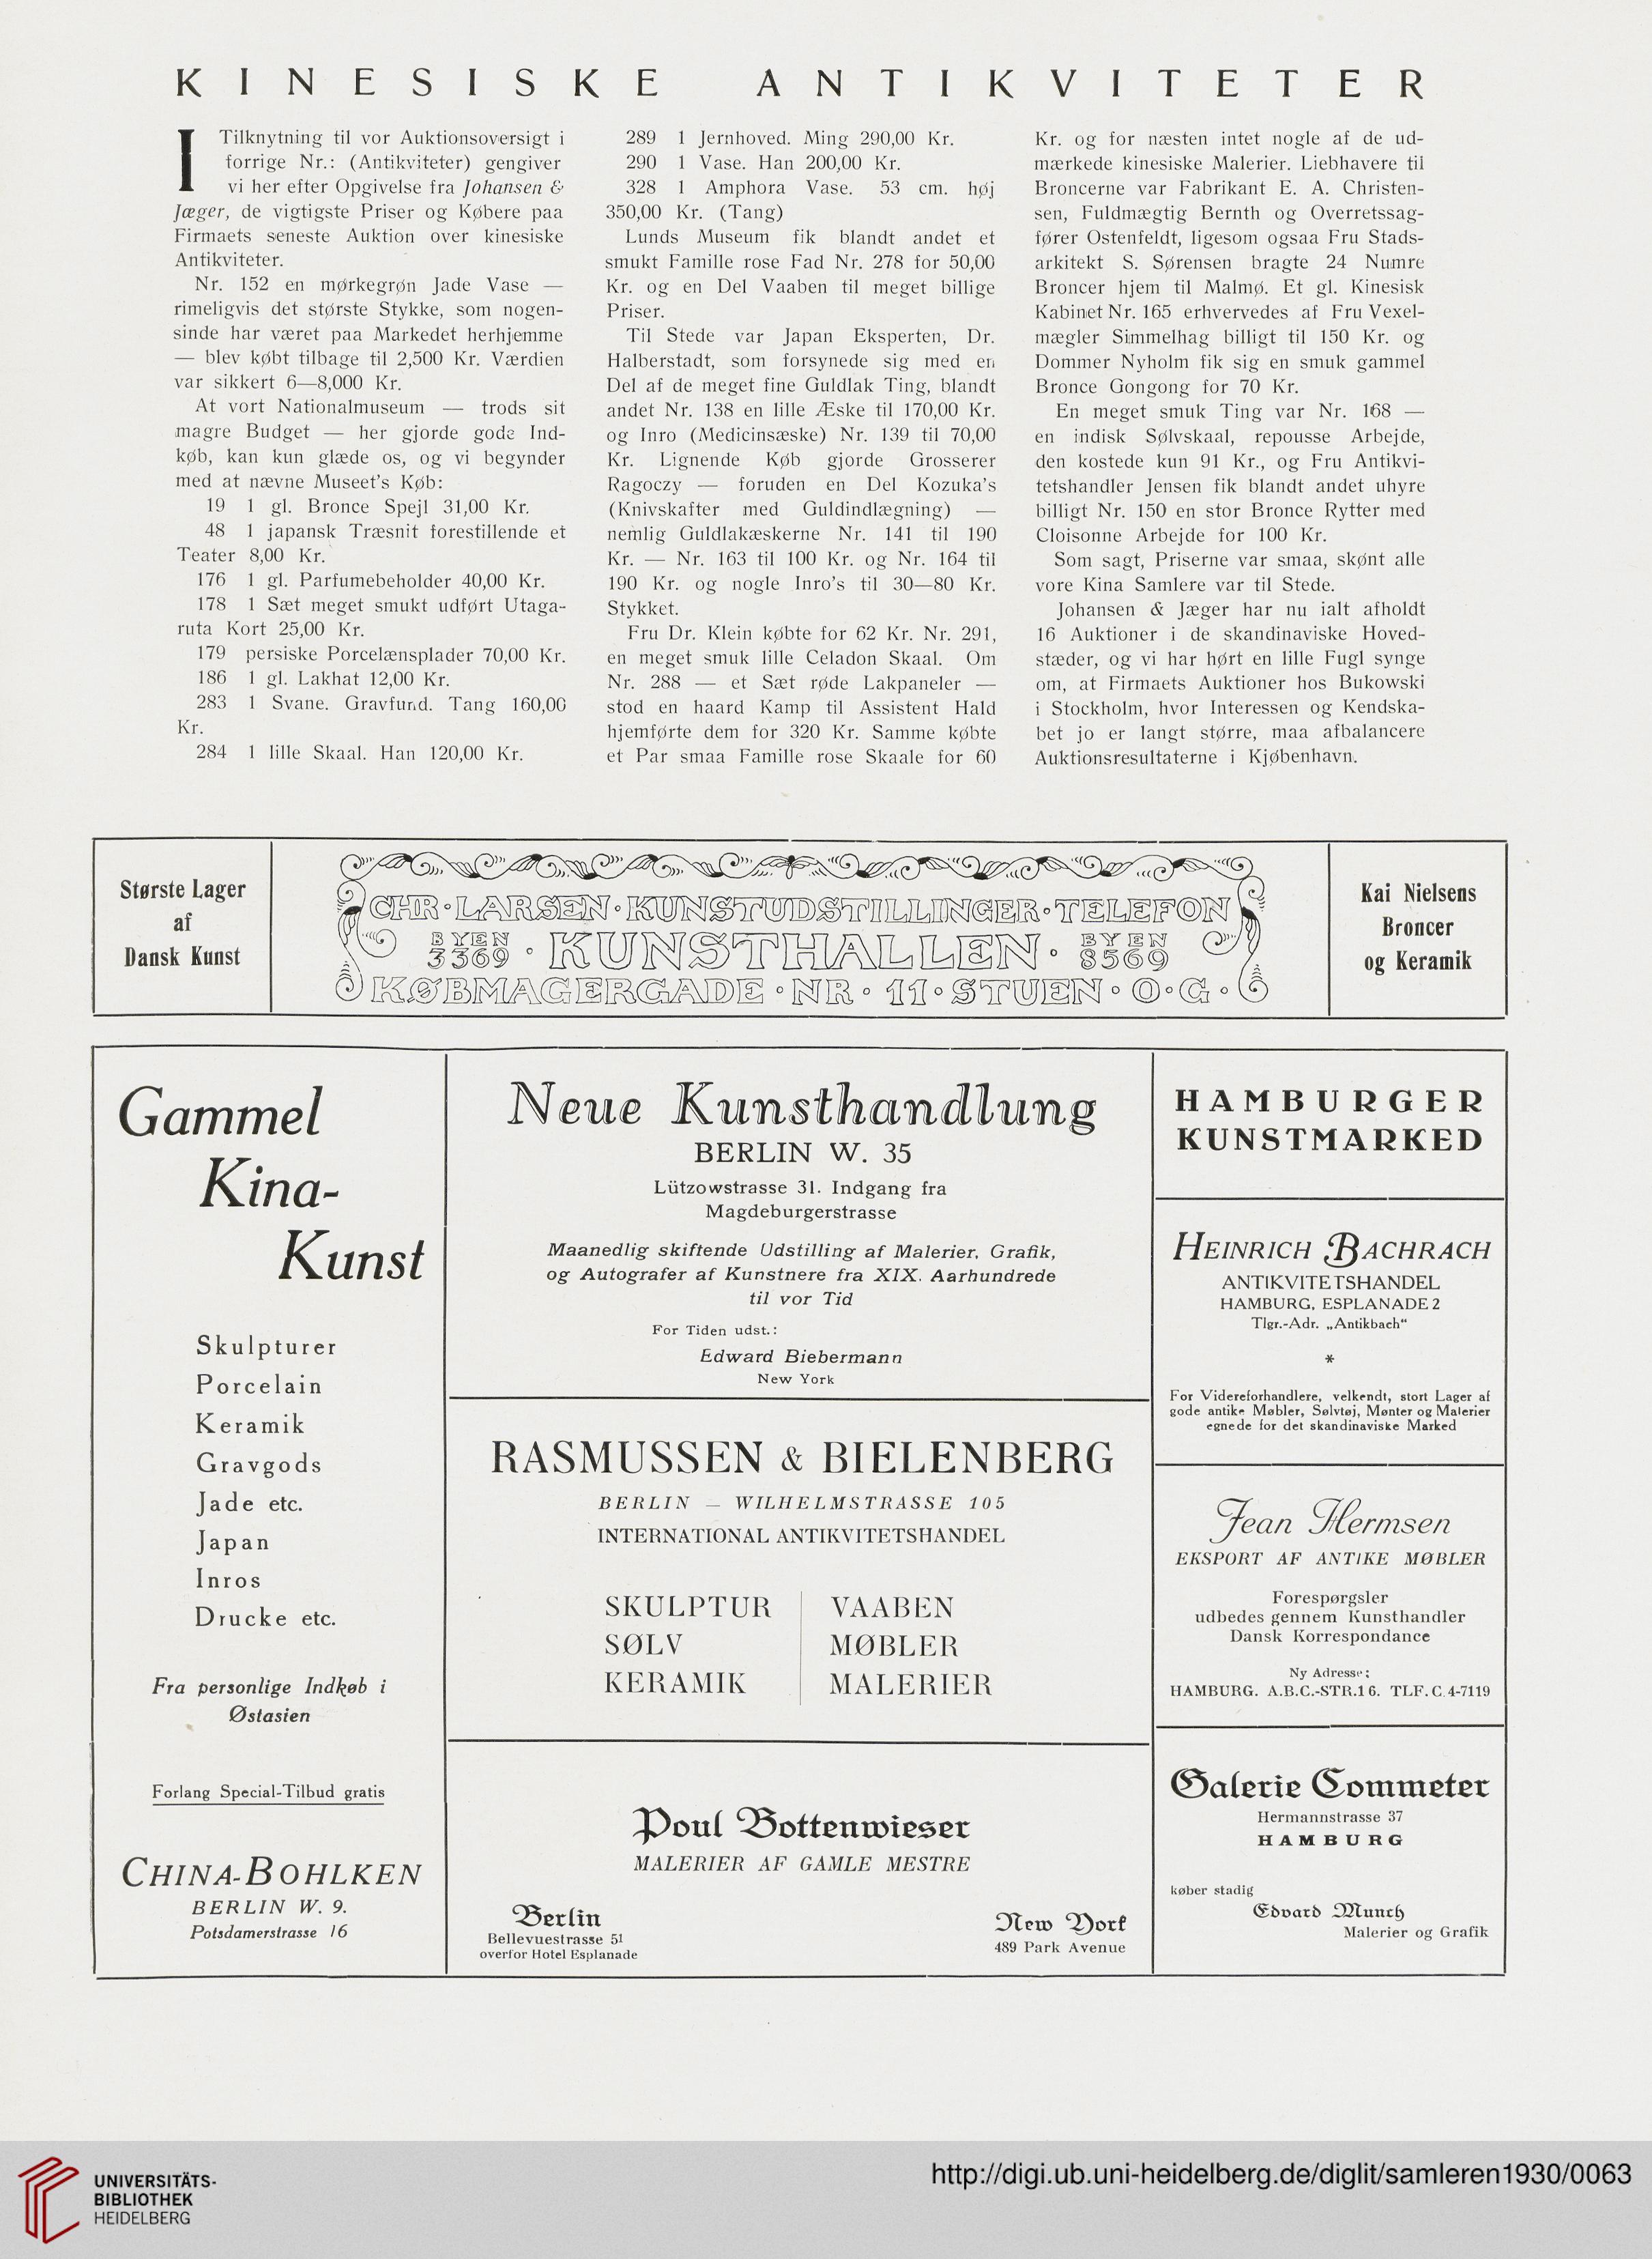 KINESISKE ANTIKVITETER
I Tilknytning til vor Auktionsoversigt i
forrige Nr.: (Antikviteter) gengiver
vi her efter Opgivelse fra Johansen &
Jæger, de vigtigste Priser og Købere paa
Firmaets seneste Auktion over kinesiske
Antikviteter.
Nr. 152 en mørkegrøn Jade Vase —
rimeligvis det største Stykke, som nogen-
sinde har været paa Markedet herhjemme
— blev købt tilbage til 2,500 Kr. Værdien
var sikkert 6—8,000 Kr.
At vort Nationalmuseum — trods sit
magre Budget — her gjorde gode Ind-
køb, kan kun glæde os, og vi begynder
med at nævne Museet's Køb:
19 1 gl. Bronce Spejl 31,00 Kr.
48 1 japansk Træsnit forestillende et
Teater 8,00 Kr.
176 1 gl. Parfumebeholder 40,00 Kr.
178 1 Sæt meget smukt udført Utaga-
ruta Kort 25,00 Kr.
179 persiske Porcelænsplader 70,00 Kr.
186 1 gl. Lakhat 12,00 Kr.
283 1 Svane. Gravfund. Tang 160,00
Kr.
284 1 lille Skaal. Han 120,00 Kr.
289 1 Jernhoved. Ming 290,00 Kr.
290 1 Vase. Han 200,00 Kr.
328 1 Amphora Vase. 53 cm. høj
350,00 Kr. (Tang)
Lunds Museum fik blandt andet et
smukt Famille rose Fad Nr. 278 for 50,00
Kr. og en Del Vaaben til meget billige
Priser.
Til Stede var Japan Eksperten, Dr.
Halberstadt, som forsynede sig med en
Del af de meget fine Guldlak Ting, blandt
andet Nr. 138 en lille Æske til 170,00 Kr.
og Inro (Medicinsæske) Nr. 139 til 70,00
Kr. Lignende Køb gjorde Grosserer
Ragoczy — foruden en Del Kozuka's
(Knivskafter med Guldindlægning) —
nemlig Guldlakæskerne Nr. 141 til 190
Kr. — Nr. 163 til 100 Kr. og Nr. 164 til
190 Kr. og nogle Inro's til 30—80 Kr.
Stykket.
Fru Dr. Klein købte for 62 Kr. Nr. 291,
en meget smuk lille Celadon Skaal. Om
Nr. 288 — et Sæt røde Lakpaneler —
stod en haard Kamp til Assistent Hald
hjemførte dem for 320 Kr. Samme købte
et Par smaa Famille rose Skaale for 60
Kr. og for næsten intet nogle af de ud-
mærkede kinesiske Malerier. Liebhavere til
Broncerne var Fabrikant E. A. Christen-
sen, Fuldmægtig Bernth og Overretssag-
fører Ostenfeldt, ligesom ogsaa Fru Stads-
arkitekt S. Sørensen bragte 24 Numre
Broncer hjem til Malmø. Et gl. Kinesisk
Kabinet Nr. 165 erhvervedes af Fru Vexel-
mægler Simmelhag billigt til 150 Kr. og
Dommer Nyholm fik sig en smuk gammel
Bronce Gongong for 70 Kr.
En meget smuk Ting var Nr. 168 —
en indisk Sølvskaal, repousse Arbejde,
den kostede kun 91 Kr., og Fru Antikvi-
tetshandler Jensen fik blandt andet uhyre
billigt Nr. 150 en stor Bronce Rytter med
Cloisonne Arbejde for 100 Kr.
Som sagt, Priserne var smaa, skønt alle
vore Kina Samlere var til Stede.
Johansen & Jæger har nu ialt afholdt
16 Auktioner i de skandinaviske Hoved-
stæder, og vi har hørt en lille Fugl synge
om, at Firmaets Auktioner hos Bukowski
i Stockholm, hvor Interessen og Kendska-
bet jo er langt større, maa afbalancere
Auktionsresultaterne i Kjøbenhavn.
Største Lager
af
Dansk Kunst
CHR · LARSEN · KUNSTUDSTILLINGER · TELEFON
BYEN 3369 · KUNSTHALLEN · BYEN 8569
KØBMAGERGADE · NR · 11 · STUEN · O · G ·
Kai Nielsens
Broncer
og Keramik
Gammel
Kina-
Kunst
Skulpturer
Porcelain
Keramik
Gravgods
Jade etc.
Japan
Inros
Drucke etc.
Fra personlige Indkøb i
Østasien
Forlang Special-Tilbud gratis
CHINA-BOHLKEN
BERLIN W. 9.
Potsdamerstrasse 16
Neue Kunsthandlung
BERLIN W. 35
Lützowstrasse 31. Indgang fra
Magdeburgerstrasse
Maanedlig skiftende Udstilling af Malerier, Grafik,
og Autografer af Kunstnere fra XIX. Aarhundrede
til vor Tid
For Tiden udst.:
Edward Biebermann
New York
RASMUSSEN & BIELENBERG
BERLIN — WILHELMSTRASSE 105
INTERNATIONAL ANTIKVITETSHANDEL
SKULPTUR
SØLV
KERAMIK
VAABEN
MØBLER
MALERIER
Poul Bottenwieser
MALERIER AF GAMLE MESTRE
Berlin
Bellevuestrasse 51
overfor Hotel Esplanade
New York
489 Park Avenue
HAMBURGER
KUNSTMARKED
HEINRICH BACHRACH
ANTIKVITETSHANDEL
HAMBURG, ESPLANADE 2
Tlgr.-Adr. „Antikbach"
*
For Videreforhandlere, velkendt, stort Lager af
gode antike Møbler, Sølvtøj, Mønter og Malerier
egnede for det skandinaviske Marked
Jean Hermsen
EKSPORT AF ANTIKE MØBLER
Forespørgsler
udbedes gennem Kunsthandler
Dansk Korrespondance
Ny Adresse:
HAMBURG. A.B.C.-STR.16. TLF.C.4-7119
Galerie Commeter
Hermannstrasse 37
HAMBURG
køber stadig
Edvard Munch
Malerier og Grafik
UNIVERSITÄTS-
BIBLIOTHEK
HEIDELBERG
http://digi.ub.uni-heidelberg.de/diglit/samleren1930/0063